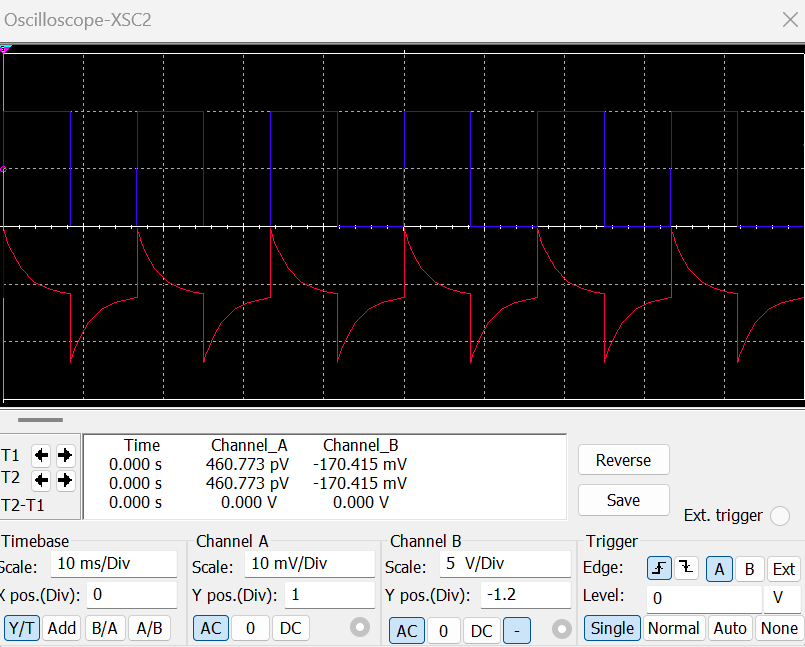 Oscilloscope-XSC2
Time Channel_A Channel_B
T1 0.000 s 460.773 pV -170.415 mV
T2 0.000 s 460.773 pV -170.415 mV
T2-T1 0.000 s 0.000 V 0.000 V
Reverse
Save
Ext. trigger
Timebase
Scale: 10 ms/Div
X pos.(Div): 0
Y/T Add B/A A/B
Channel A
Scale: 10 mV/Div
Y pos.(Div): 1
AC 0 DC
Channel B
Scale: 5 V/Div
Y pos.(Div): -1.2
AC 0 DC -
Trigger
Edge: A B Ext
Level: 0 V
Single Normal Auto None